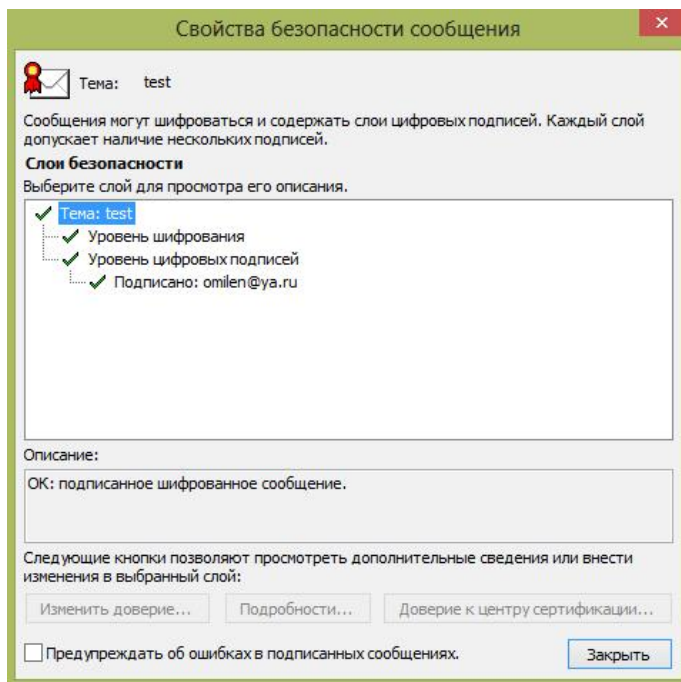 Свойства безопасности сообщения
Тема: test
Сообщения могут шифроваться и содержать слои цифровых подписей. Каждый слой
допускает наличие нескольких подписей.
Слои безопасности
Выберите слой для просмотра его описания.
Тема: test
Уровень шифрования
Уровень цифровых подписей
Подписано: omilen@ya.ru
Описание:
ОК: подписанное шифрованное сообщение.
Следующие кнопки позволяют просмотреть дополнительные сведения или внести
изменения в выбранный слой:
Изменить доверие... Подробности... Доверие к центру сертификации...
Предупреждать об ошибках в подписанных сообщениях. Закрыть